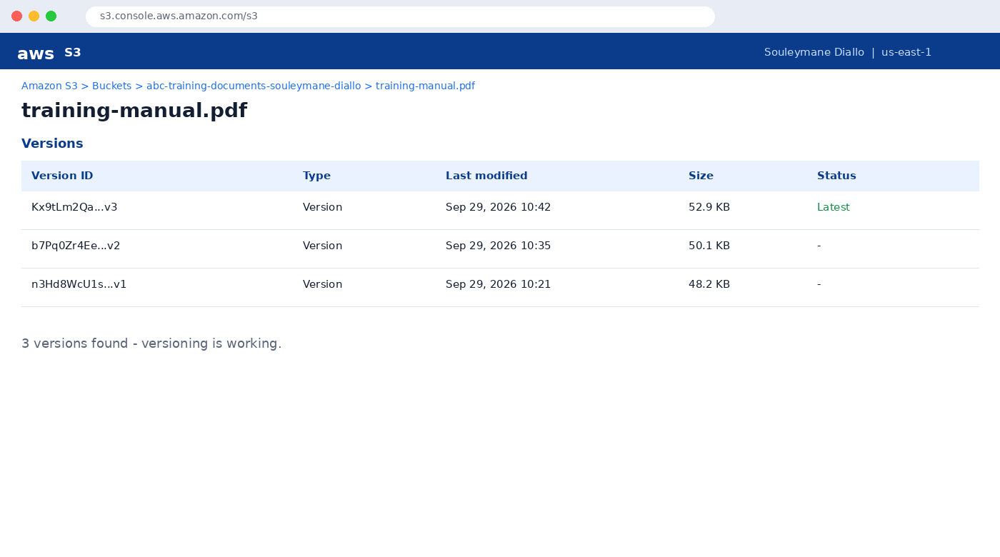 s3.console.aws.amazon.com/s3
aws S3 Souleymane Diallo | us-east-1
Amazon S3 > Buckets > abc-training-documents-souleymane-diallo > training-manual.pdf
training-manual.pdf
Versions
Version ID Type Last modified Size Status
Kx9tLm2Qa...v3 Version Sep 29, 2026 10:42 52.9 KB Latest
b7Pq0Zr4Ee...v2 Version Sep 29, 2026 10:35 50.1 KB -
n3Hd8WcU1s...v1 Version Sep 29, 2026 10:21 48.2 KB -
3 versions found - versioning is working.